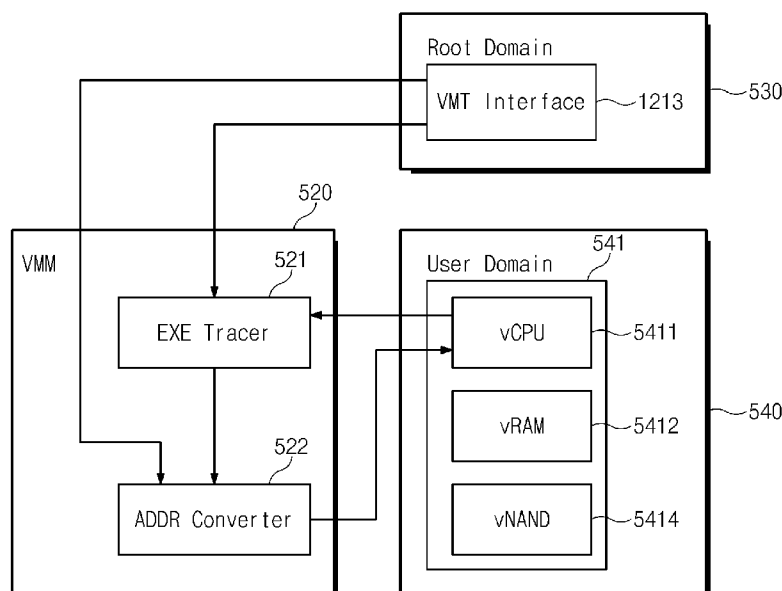 Root Domain
VMT Interface
1213
530
520
VMM
521
EXE Tracer
522
ADDR Converter
User Domain
541
vCPU
5411
vRAM
5412
vNAND
5414
540